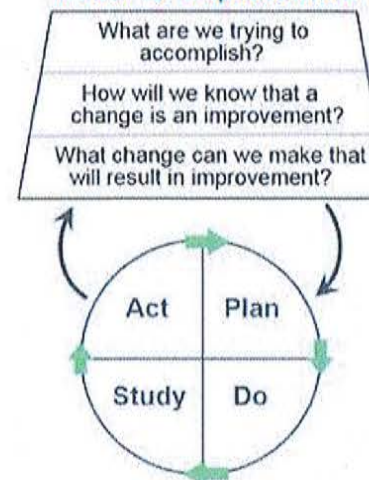 What are we trying to
accomplish?
How will we know that a
change is an improvement?
What change can we make that
will result in improvement?
Act
Plan
Study
Do